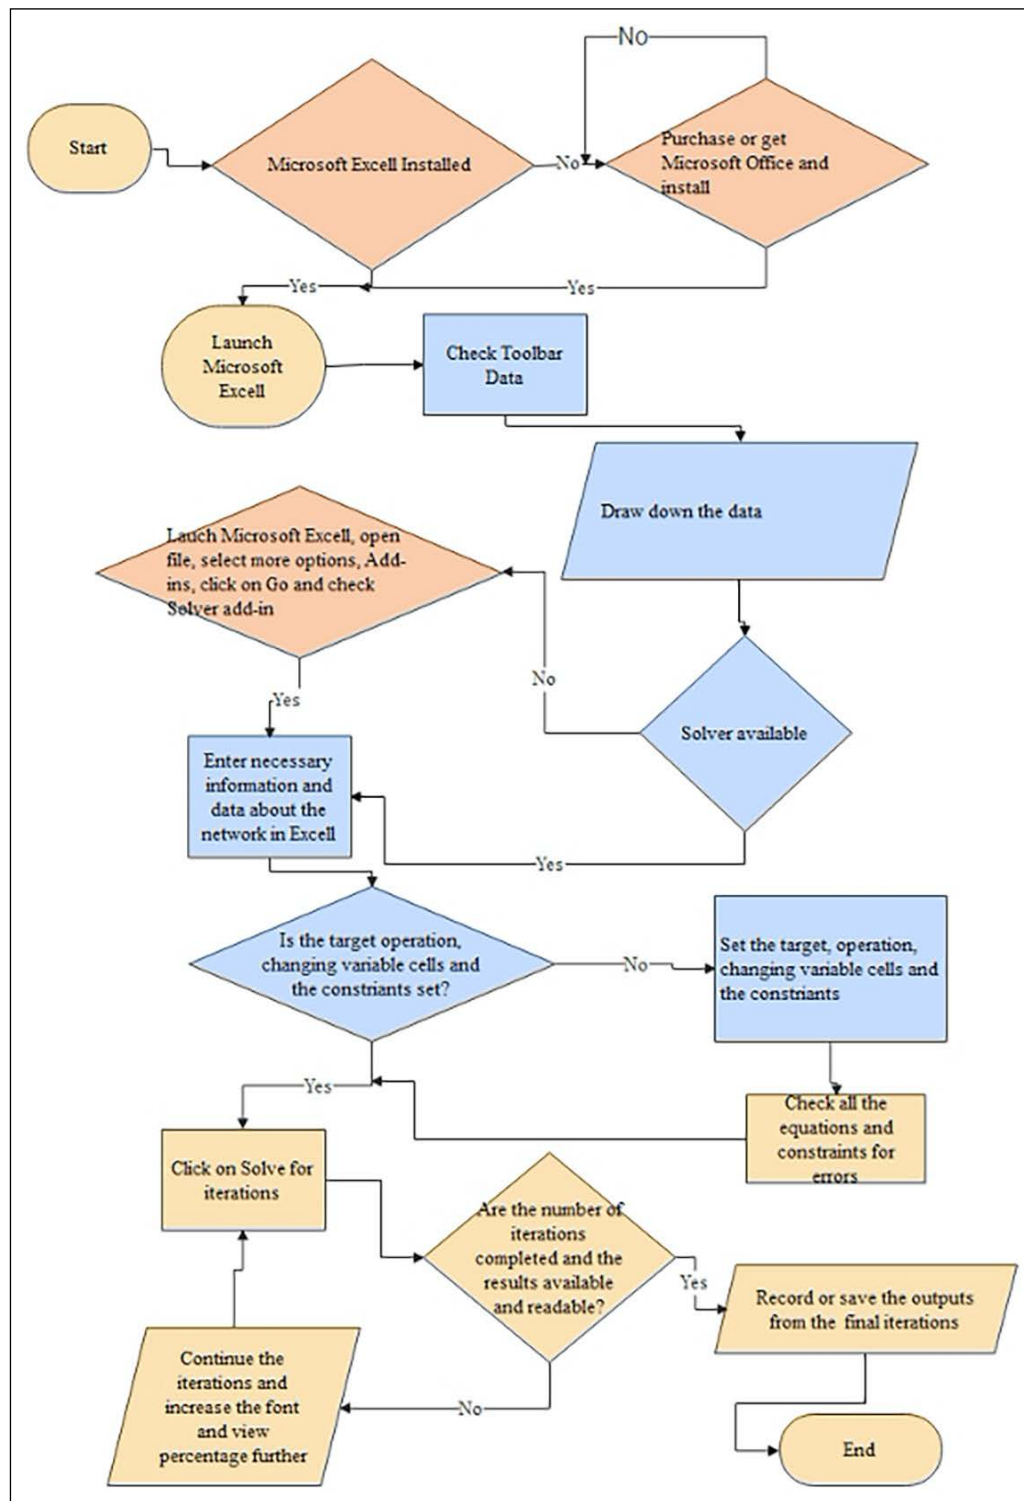 No
Start
Microsoft Excell Installed
No
Purchase or get
Microsoft Office and
install
Yes
Yes
Launch
Microsoft
Excell
Check Toolbar
Data
Draw down the data
Lauch Microsoft Excell, open
file, select more options, Add-
ins, click on Go and check
Solver add-in
No
Solver available
Yes
Enter necessary
information and
data about the
network in Excell
Yes
Is the target operation,
changing variable cells and
the constriants set?
No
Set the target, operation,
changing variable cells and
the constriants
Yes
Check all the
equations and
constraints for
errors
Click on Solve for
iterations
Are the number of
iterations
completed and the
results available
and readable?
Yes
Record or save the outputs
from the final iterations
Continue the
iterations and
increase the font
and view
percentage further
No
End